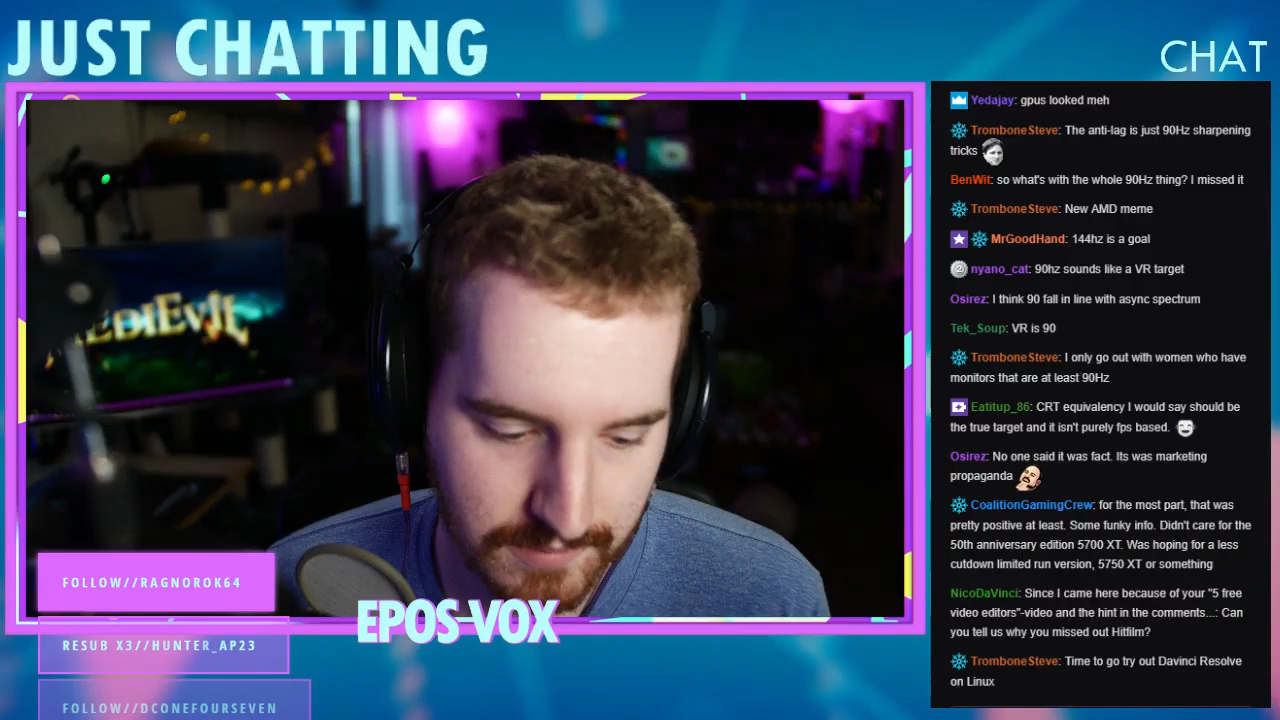 JUST CHATTING
CHAT
EDIEVIL
FOLLOW//RAGNOROK64
RESUB X3//HUNTER_AP23
FOLLOW//DCONEFOURSEVEN
EPOS VOX
Yedajay: gpus looked meh
TromboneSteve: The anti-lag is just 90Hz sharpening
tricks
BenWit: so what's with the whole 90Hz thing? I missed it
TromboneSteve: New AMD meme
MrGoodHand: 144hz is a goal
nyano_cat: 90hz sounds like a VR target
Osirez: I think 90 fall in line with async spectrum
Tek_Soup: VR is 90
TromboneSteve: I only go out with women who have
monitors that are at least 90Hz
Eatitup_86: CRT equivalency I would say should be
the true target and it isn't purely fps based.
Osirez: No one said it was fact. Its was marketing
propaganda
CoalitionGamingCrew: for the most part, that was
pretty positive at least. Some funky info. Didn't care for the
50th anniversary edition 5700 XT. Was hoping for a less
cutdown limited run version, 5750 XT or something
NicoDaVinci: Since I came here because of your "5 free
video editors"-video and the hint in the comments...: Can
you tell us why you missed out Hitfilm?
TromboneSteve: Time to go try out Davinci Resolve
on Linux